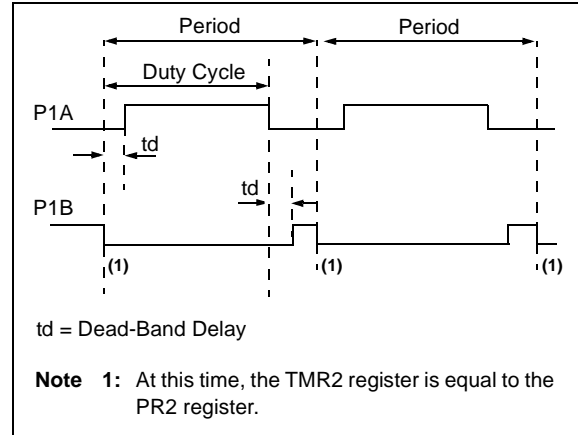 Period
Period
Duty Cycle
P1A
td
td
P1B
(1)
(1)
(1)
td = Dead-Band Delay
Note 1: At this time, the TMR2 register is equal to the
PR2 register.